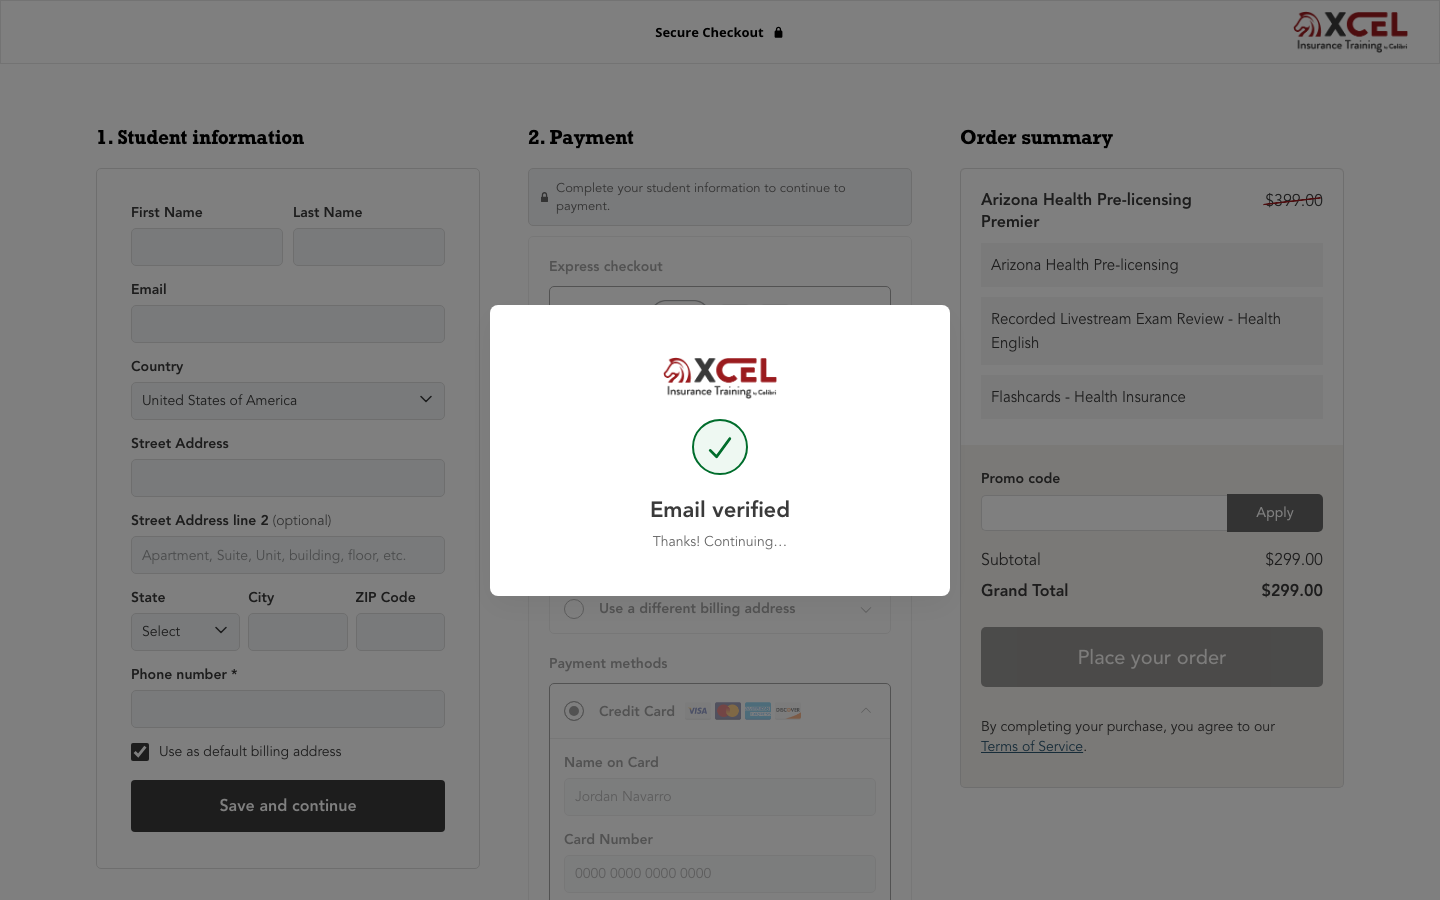 Secure Checkout
XCEL
Insurance Training by Colibri
1. Student information
First Name
Last Name
Email
Country
United States of America
Street Address
Street Address line 2 (optional)
Apartment, Suite, Unit, building, floor, etc.
State
City
ZIP Code
Select
Phone number *
Use as default billing address
Save and continue
2. Payment
Complete your student information to continue to
payment.
Express checkout
XCEL
Insurance Training by Colibri
Email verified
Thanks! Continuing...
Use a different billing address
Payment methods
Credit Card
VISA
DISCOVER
Name on Card
Jordan Navarro
Card Number
0000 0000 0000 0000
Order summary
Arizona Health Pre-licensing
Premier
$399.00
Arizona Health Pre-licensing
Recorded Livestream Exam Review - Health
English
Flashcards - Health Insurance
Promo code
Apply
Subtotal
$299.00
Grand Total
$299.00
Place your order
By completing your purchase, you agree to our
Terms of Service.